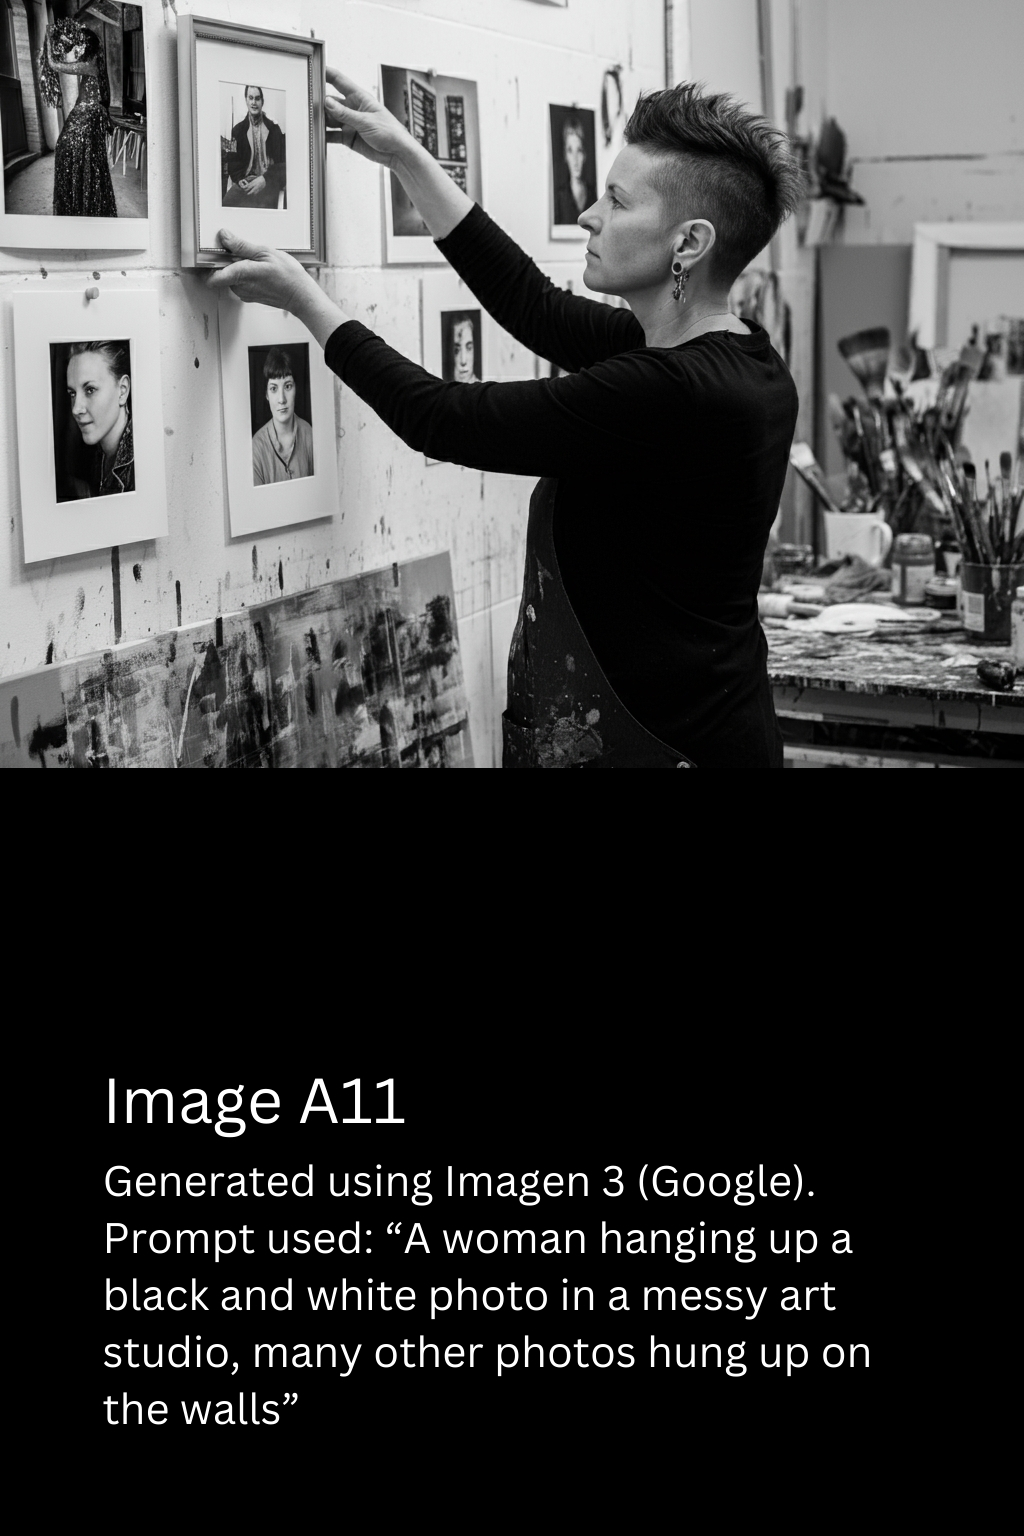 Image A11
Generated using Imagen 3 (Google).
Prompt used: “A woman hanging up a
black and white photo in a messy art
studio, many other photos hung up on
the walls”